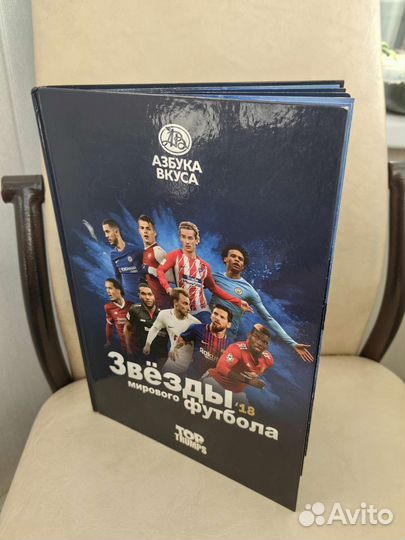 АЗБУКА
ВКУСА
Звёзды '18
мирового футбола
TOP
TRUMPS
Avito